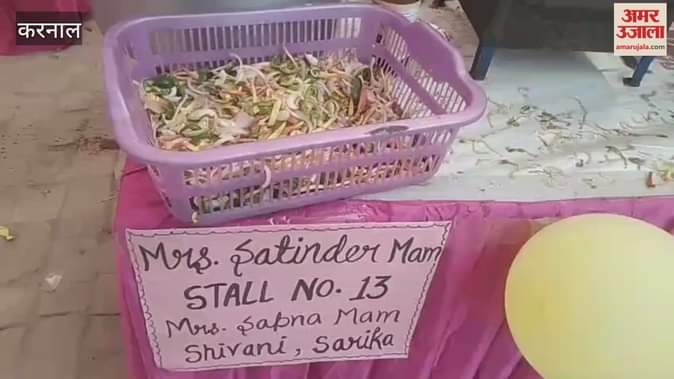 करनाल
अमर
उजाला
amarujala.com
Mrs. Satinder Mam
STALL NO. 13
Mrs. Sapna Mam
Shivani, Sarika